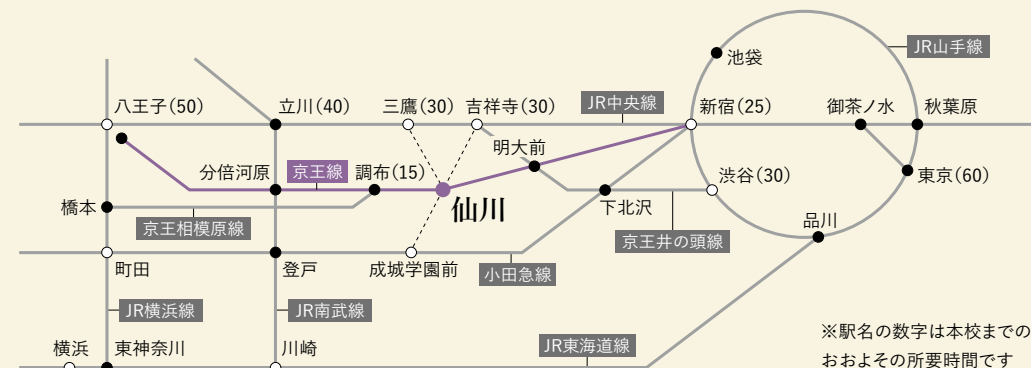 JR山手線
池袋
八王子(50)
立川(40)
三鷹(30)
吉祥寺(30)
JR中央線
新宿(25)
御茶ノ水
秋葉原
明大前
分倍河原
京王線
調布(15)
渋谷(30)
東京(60)
橋本
仙川
下北沢
品川
京王相模原線
京王井の頭線
町田
登戸
成城学園前
小田急線
JR横浜線
JR南武線
横浜
東神奈川
川崎
JR東海道線
※駅名の数字は本校までの
おおよその所要時間です